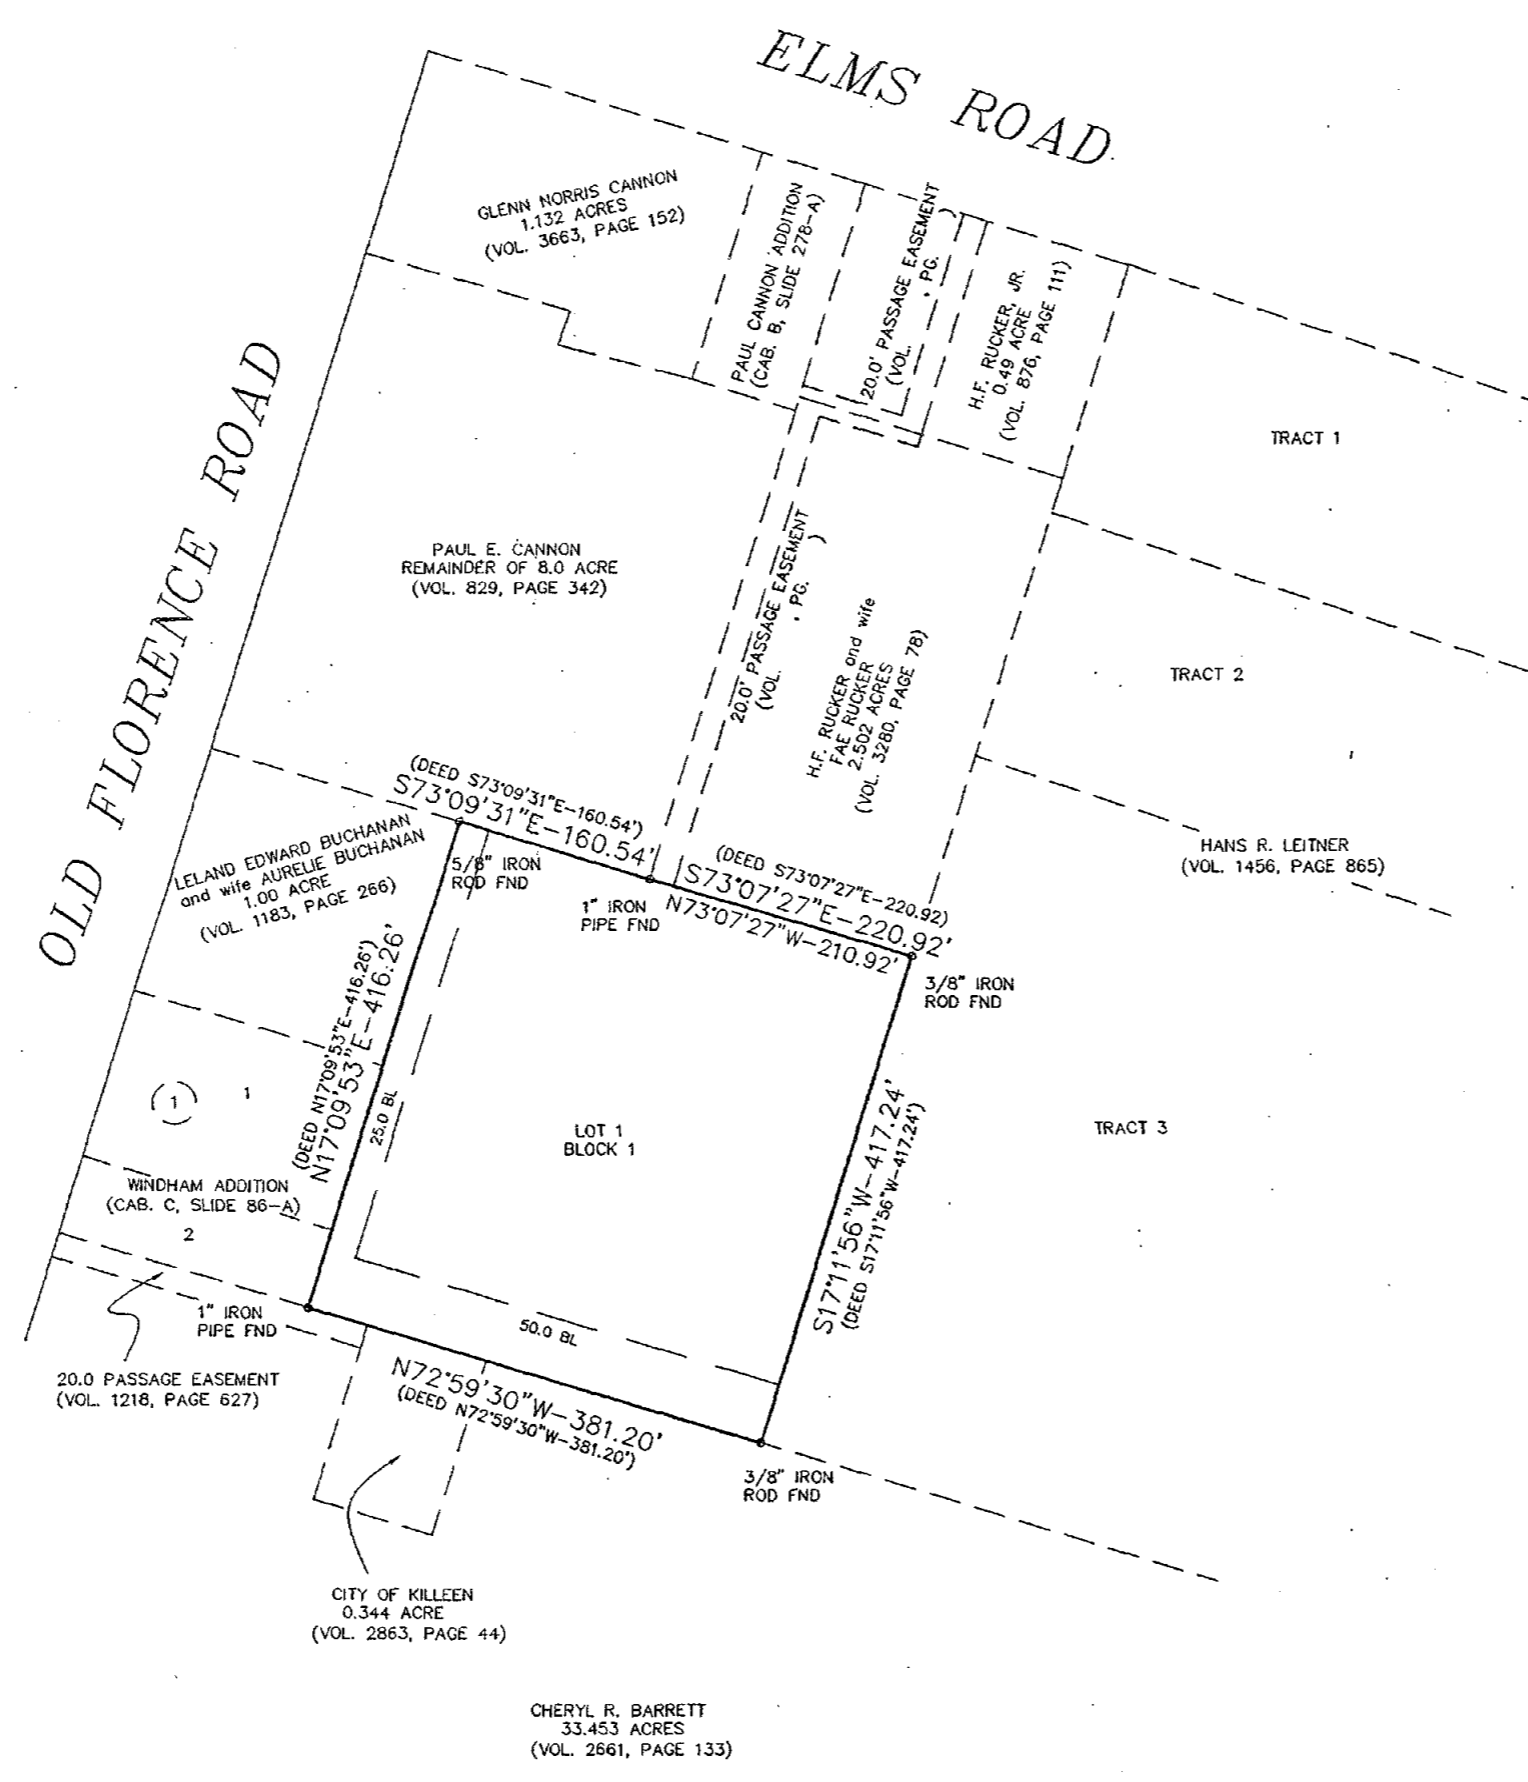 ELMS ROAD
GLENN NORRIS CANNON
1.132 ACRES
(VOL. 3663, PAGE 152)
PAUL CANNON ADDITION
(CAB. B, SLIDE 278-A)
20.0' PASSAGE EASEMENT
(VOL. , PG. )
H.F. RUCKER, JR.
0.49 ACRE
(VOL. 876, PAGE 111)
TRACT 1
OLD FLORENCE ROAD
PAUL E. CANNON
REMAINDER OF 8.0 ACRE
(VOL. 829, PAGE 342)
20.0' PASSAGE EASEMENT
(VOL. , PG. )
H.F. RUCKER and wife
FAE RUCKER
2.502 ACRES
(VOL. 3280, PAGE 78)
TRACT 2
HANS R. LEITNER
(VOL. 1456, PAGE 865)
(DEED S73°09'31"E-160.54')
S73°09'31"E-160.54'
(DEED S73°07'27"E-220.92)
S73°07'27"E-220.92'
N73°07'27"W-210.92'
LELAND EDWARD BUCHANAN
and wife AURELIE BUCHANAN
1.00 ACRE
(VOL. 1183, PAGE 266)
5/8" IRON
ROD FND
1" IRON
PIPE FND
3/8" IRON
ROD FND
(DEED N17°09'53"E-416.26")
N17°09'53"E-416.26'
25.0 BL
1
1
LOT 1
BLOCK 1
S17°11'56"W-417.24'
(DEED S17°11'56"W-417.24')
TRACT 3
WINDHAM ADDITION
(CAB. C, SLIDE 86-A)
2
1" IRON
PIPE FND
50.0 BL
20.0 PASSAGE EASEMENT
(VOL. 1218, PAGE 627)
N72°59'30"W-381.20'
(DEED N72°59'30"W-381.20')
3/8" IRON
ROD FND
CITY OF KILLEEN
0.344 ACRE
(VOL. 2863, PAGE 44)
CHERYL R. BARRETT
33.453 ACRES
(VOL. 2661, PAGE 133)